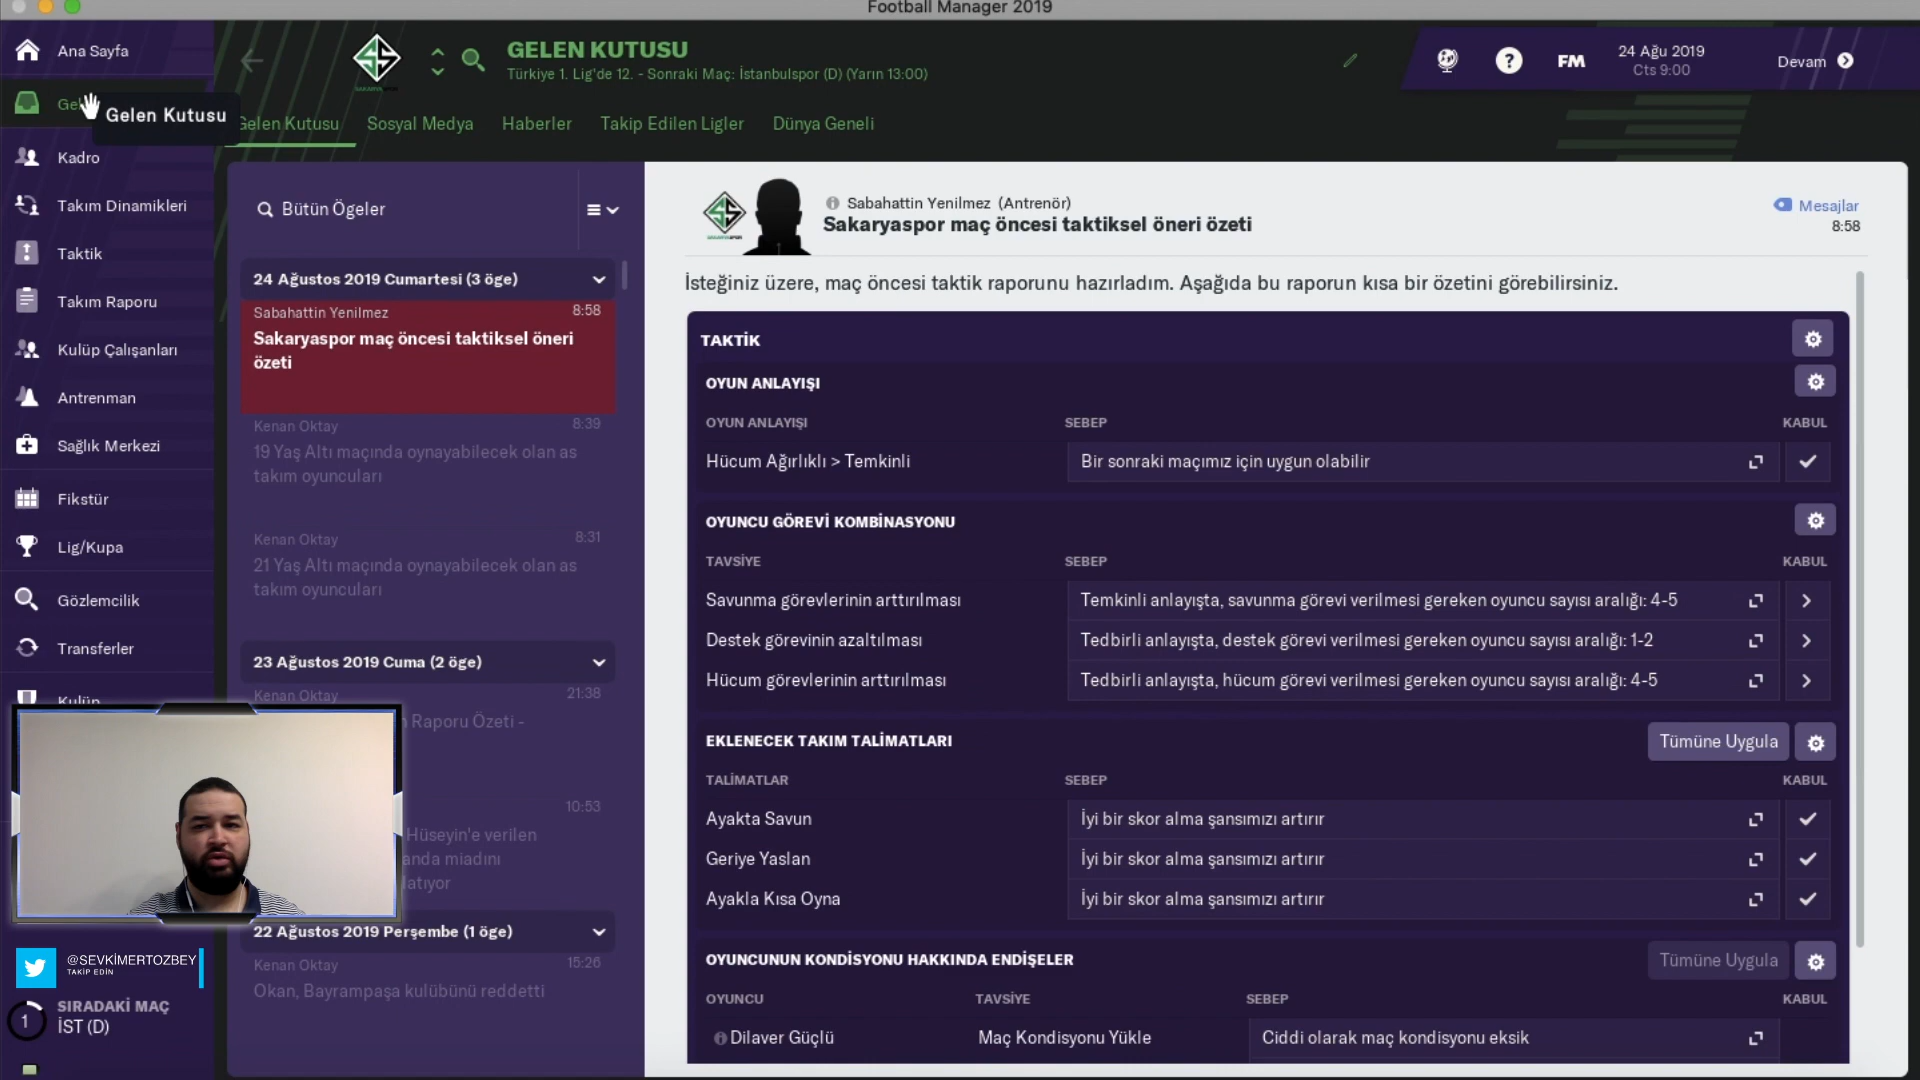 Football Manager 2019
Ana Sayfa
Gelen Kutusu
Kadro
Takım Dinamikleri
Taktik
Takım Raporu
Kulüp Çalışanları
Antrenman
Sağlık Merkezi
Fikstür
Lig/Kupa
Gözlemcilik
Transferler
Kulüp
@SEVKİMERTOZBEY
TAKİP EDİN
1
SIRADAKİ MAÇ
İST (D)
GELEN KUTUSU
Türkiye 1. Lig'de 12. - Sonraki Maç: İstanbulspor (D) (Yarın 13:00)
FM
24 Ağu 2019
Cts 9:00
Devam
Gelen Kutusu
Sosyal Medya
Haberler
Takip Edilen Ligler
Dünya Geneli
Bütün Ögeler
24 Ağustos 2019 Cumartesi (3 öge)
Sabahattin Yenilmez
8:58
Sakaryaspor maç öncesi taktiksel öneri
özeti
Kenan Oktay
8:39
19 Yaş Altı maçında oynayabilecek olan as
takım oyuncuları
Kenan Oktay
8:31
21 Yaş Altı maçında oynayabilecek olan as
takım oyuncuları
23 Ağustos 2019 Cuma (2 öge)
Kenan Oktay
21:38
Raporu Özeti -
10:53
Hüseyin'e verilen
miadını
22 Ağustos 2019 Perşembe (1 öge)
Kenan Oktay
15:26
Okan, Bayrampaşa kulübünü reddetti
Sabahattin Yenilmez (Antrenör)
Sakaryaspor maç öncesi taktiksel öneri özeti
Mesajlar
8:58
İsteğiniz üzere, maç öncesi taktik raporunu hazırladım. Aşağıda bu raporun kısa bir özetini görebilirsiniz.
TAKTİK
OYUN ANLAYIŞI
OYUN ANLAYIŞI SEBEP KABUL
Hücum Ağırlıklı > Temkinli Bir sonraki maçımız için uygun olabilir
OYUNCU GÖREVİ KOMBİNASYONU
TAVSİYE SEBEP KABUL
Savunma görevlerinin arttırılması Temkinli anlayışta, savunma görevi verilmesi gereken oyuncu sayısı aralığı: 4-5
Destek görevinin azaltılması Tedbirli anlayışta, destek görevi verilmesi gereken oyuncu sayısı aralığı: 1-2
Hücum görevlerinin arttırılması Tedbirli anlayışta, hücum görevi verilmesi gereken oyuncu sayısı aralığı: 4-5
EKLENECEK TAKIM TALİMATLARI Tümüne Uygula
TALİMATLAR SEBEP KABUL
Ayakta Savun İyi bir skor alma şansımızı artırır
Geriye Yaslan İyi bir skor alma şansımızı artırır
Ayakla Kısa Oyna İyi bir skor alma şansımızı artırır
OYUNCUNUN KONDİSYONU HAKKINDA ENDİŞELER Tümüne Uygula
OYUNCU TAVSİYE SEBEP KABUL
Dilaver Güçlü Maç Kondisyonu Yükle Ciddi olarak maç kondisyonu eksik